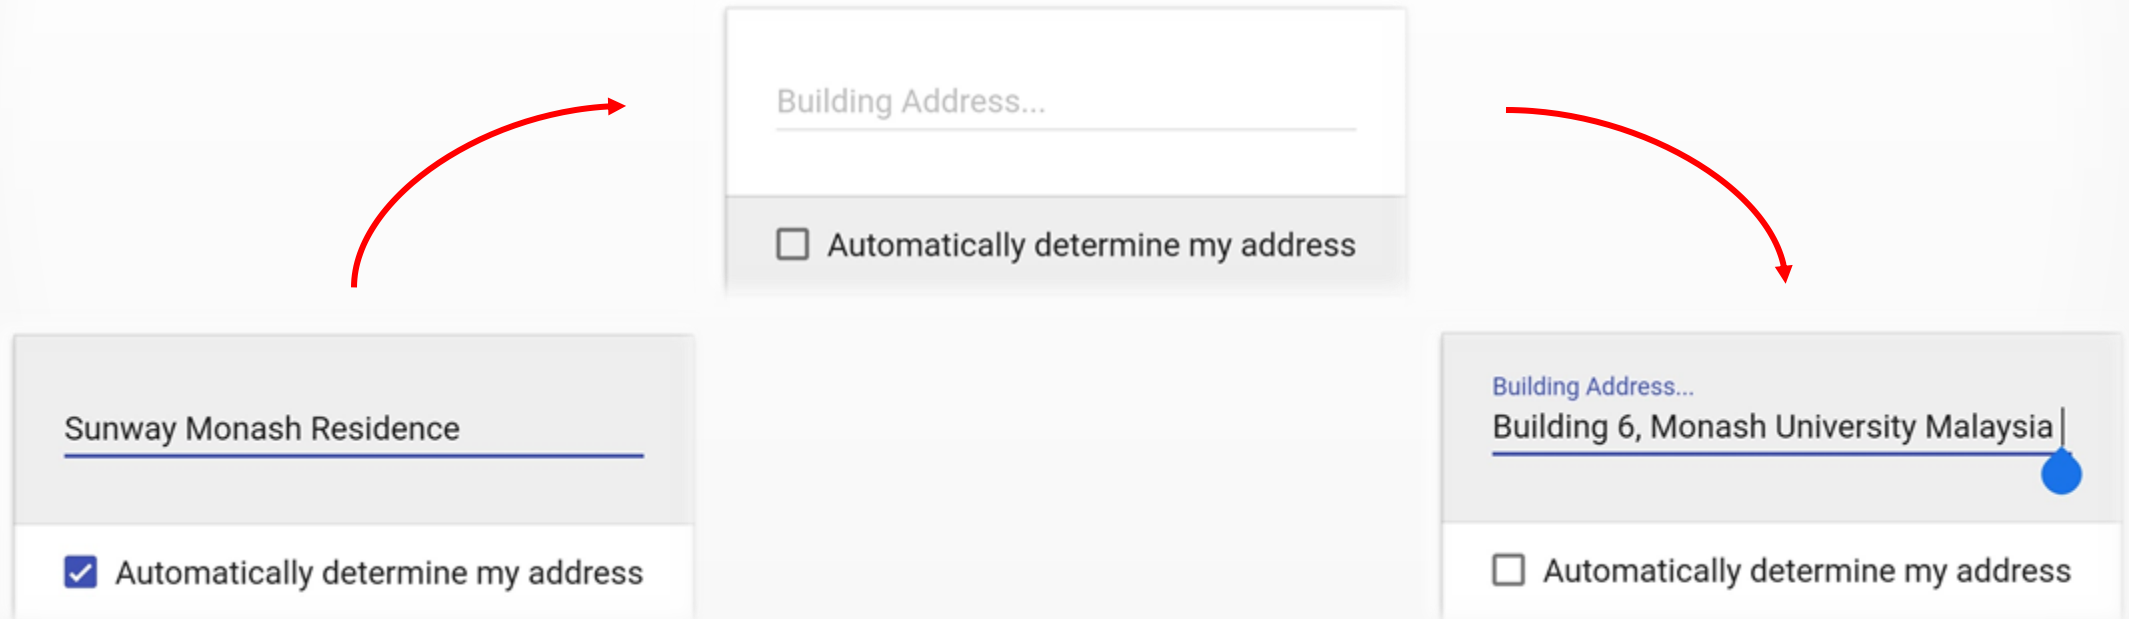 Building Address...
Automatically determine my address
Sunway Monash Residence
Automatically determine my address
Building Address...
Building 6, Monash University Malaysia
Automatically determine my address